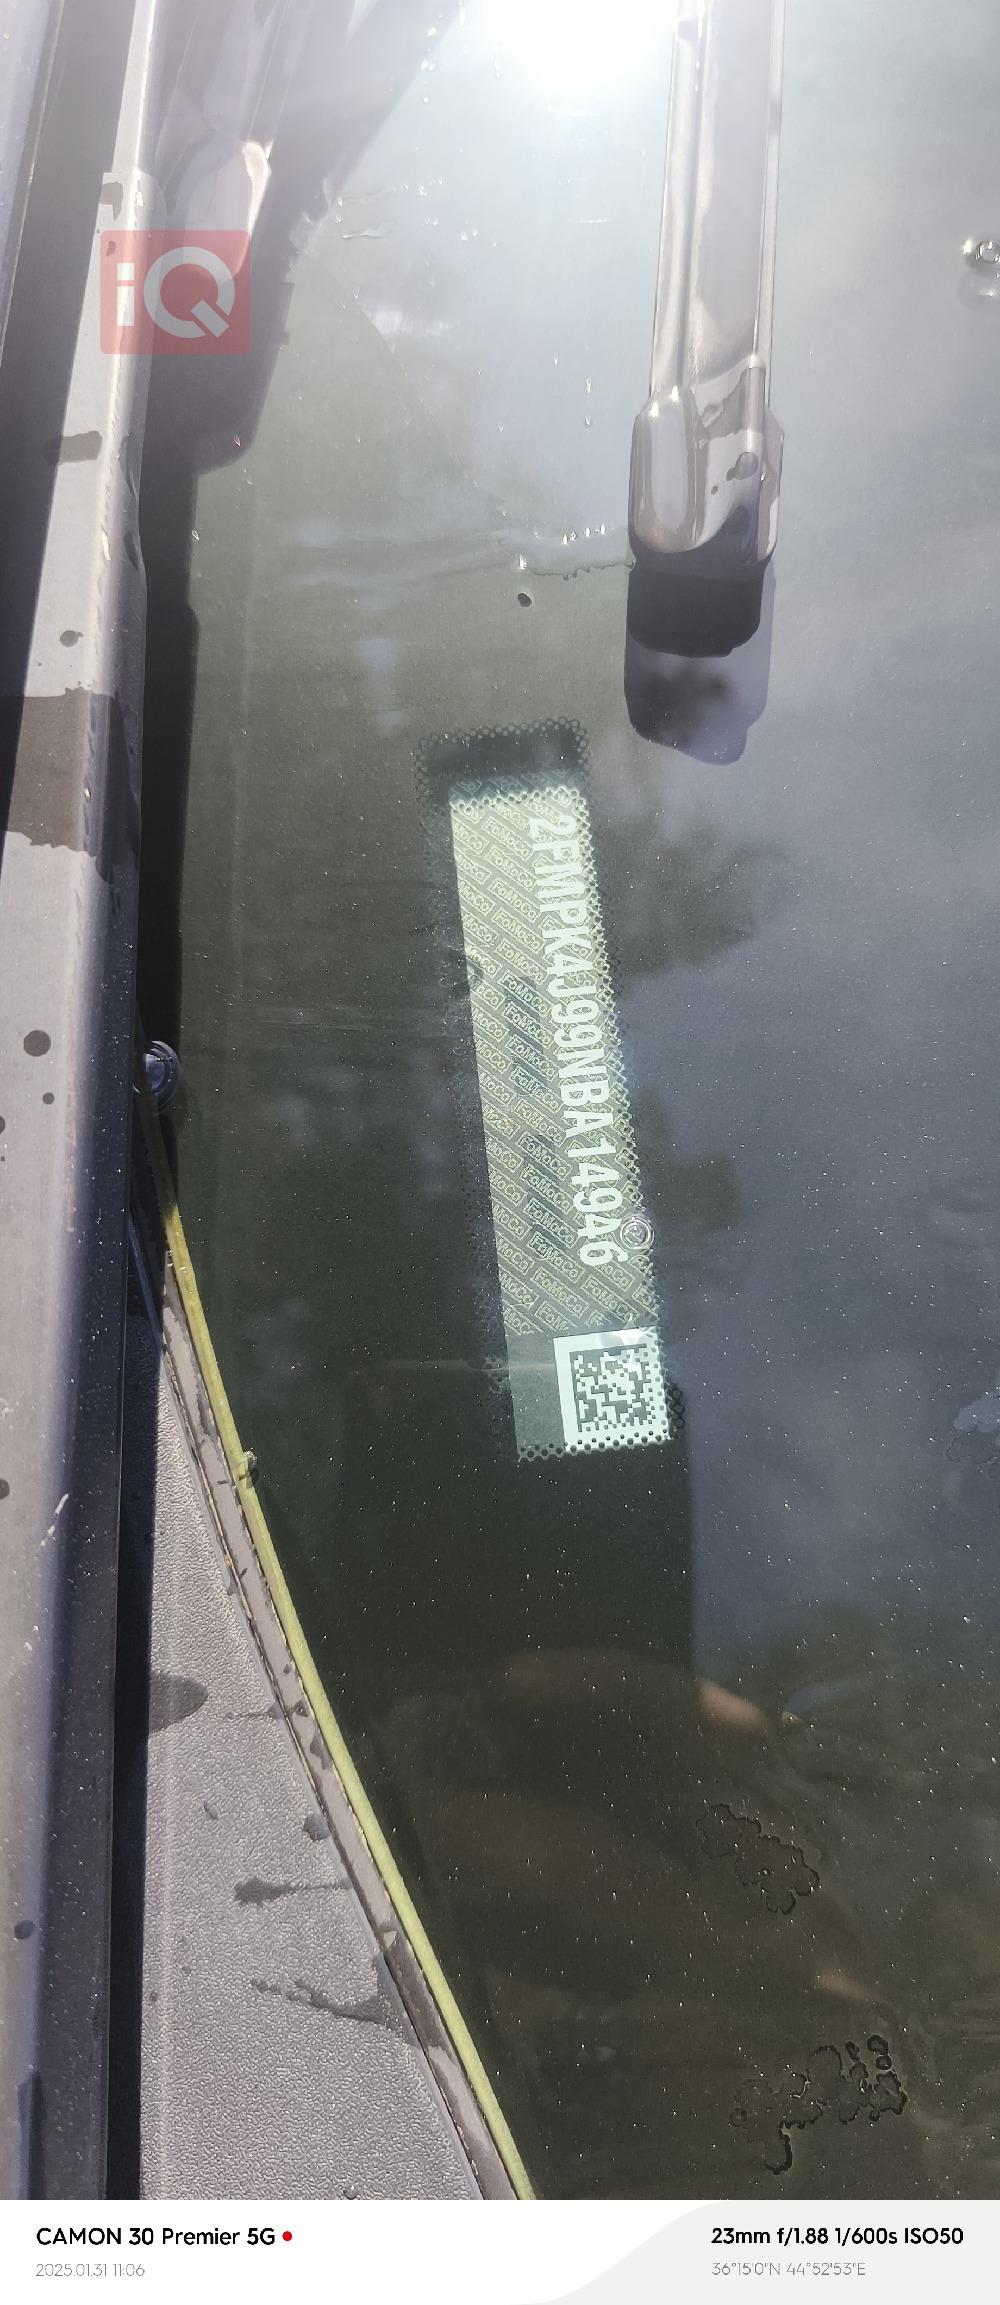 iQ
2FMPK4J99NBA14946
FoMoCo
CAMON 30 Premier 5G
2025.01.31 11:06
23mm f/1.88 1/600s ISO50
36°15'0"N 44°52'53"E